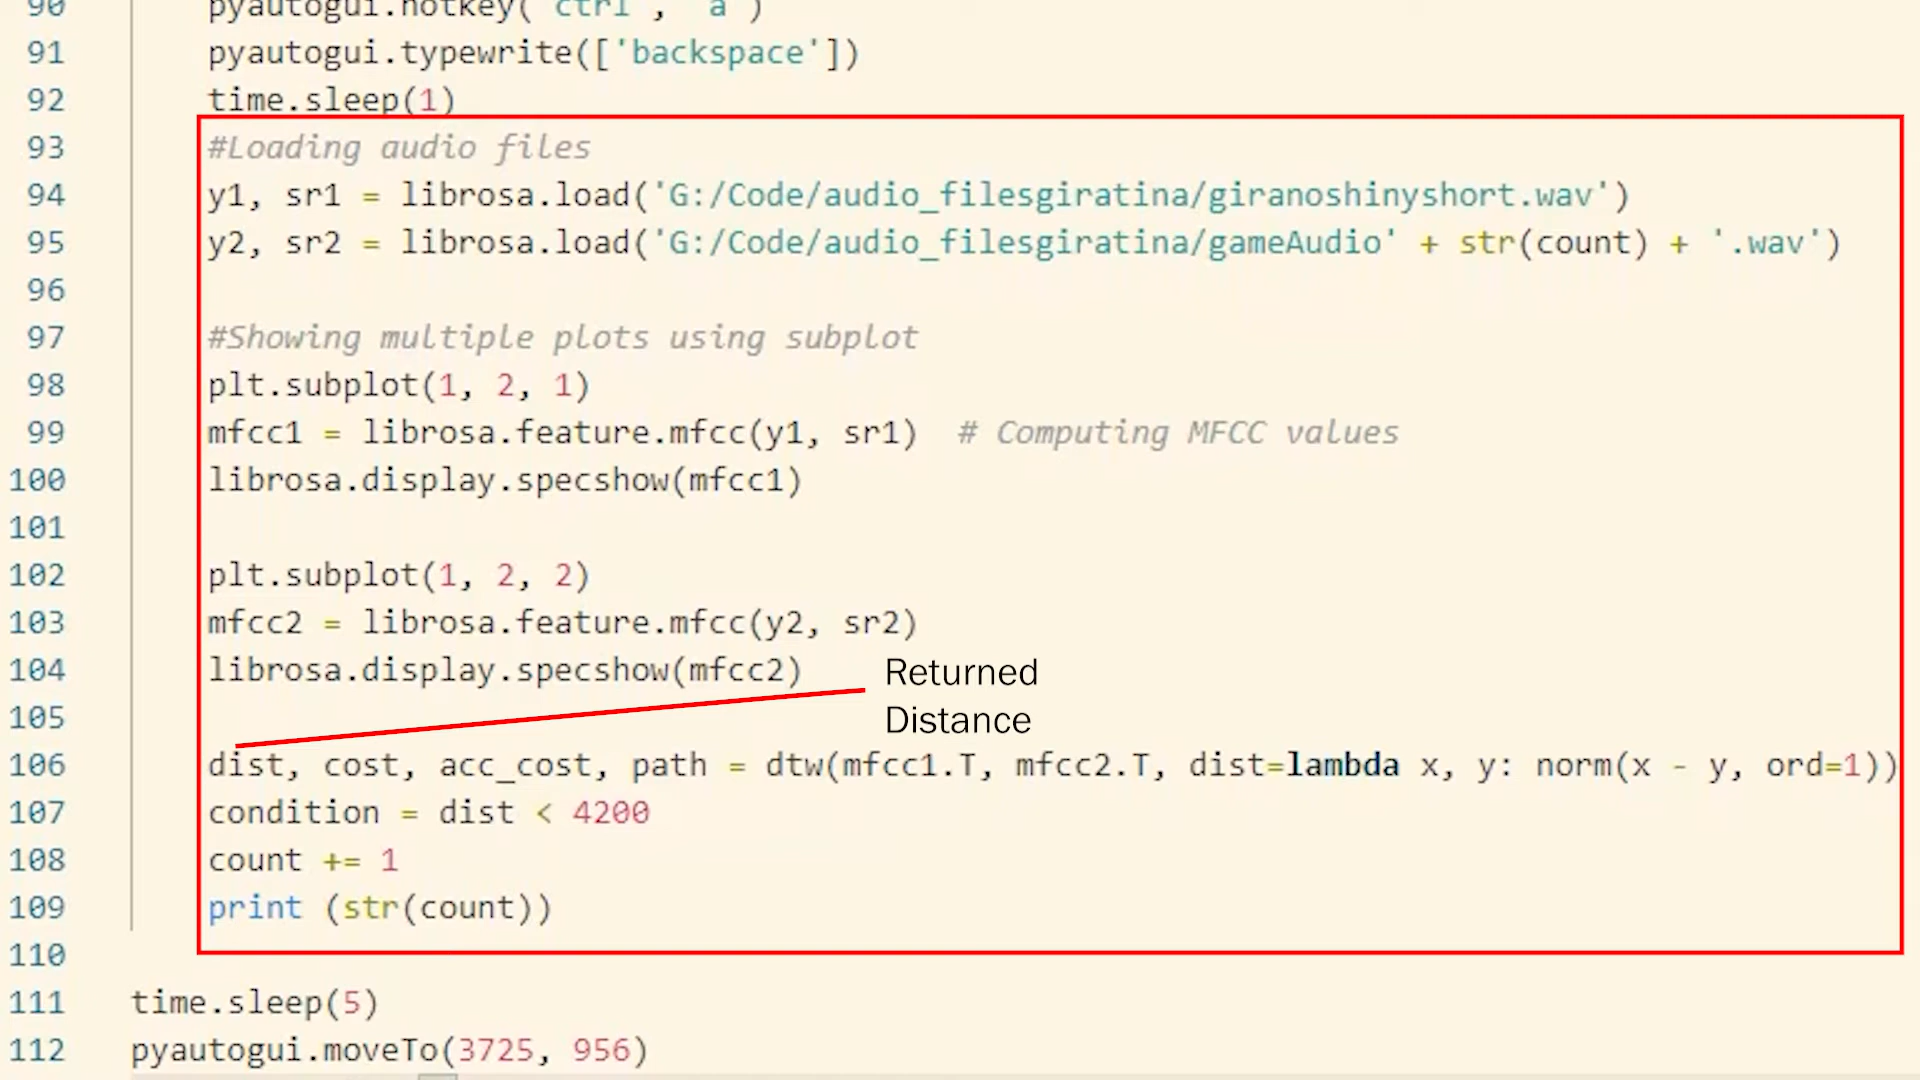 90 pyautogui.hotkey('ctrl', 'a')
91 pyautogui.typewrite(['backspace'])
92 time.sleep(1)
93 #Loading audio files
94 y1, sr1 = librosa.load('G:/Code/audio_filesgiratina/giranoshinyshort.wav')
95 y2, sr2 = librosa.load('G:/Code/audio_filesgiratina/gameAudio' + str(count) + '.wav')
96
97 #Showing multiple plots using subplot
98 plt.subplot(1, 2, 1)
99 mfcc1 = librosa.feature.mfcc(y1, sr1)  # Computing MFCC values
100 librosa.display.specshow(mfcc1)
101
102 plt.subplot(1, 2, 2)
103 mfcc2 = librosa.feature.mfcc(y2, sr2)
104 librosa.display.specshow(mfcc2)
Returned
Distance
105
106 dist, cost, acc_cost, path = dtw(mfcc1.T, mfcc2.T, dist=lambda x, y: norm(x - y, ord=1))
107 condition = dist < 4200
108 count += 1
109 print (str(count))
110
111 time.sleep(5)
112 pyautogui.moveTo(3725, 956)